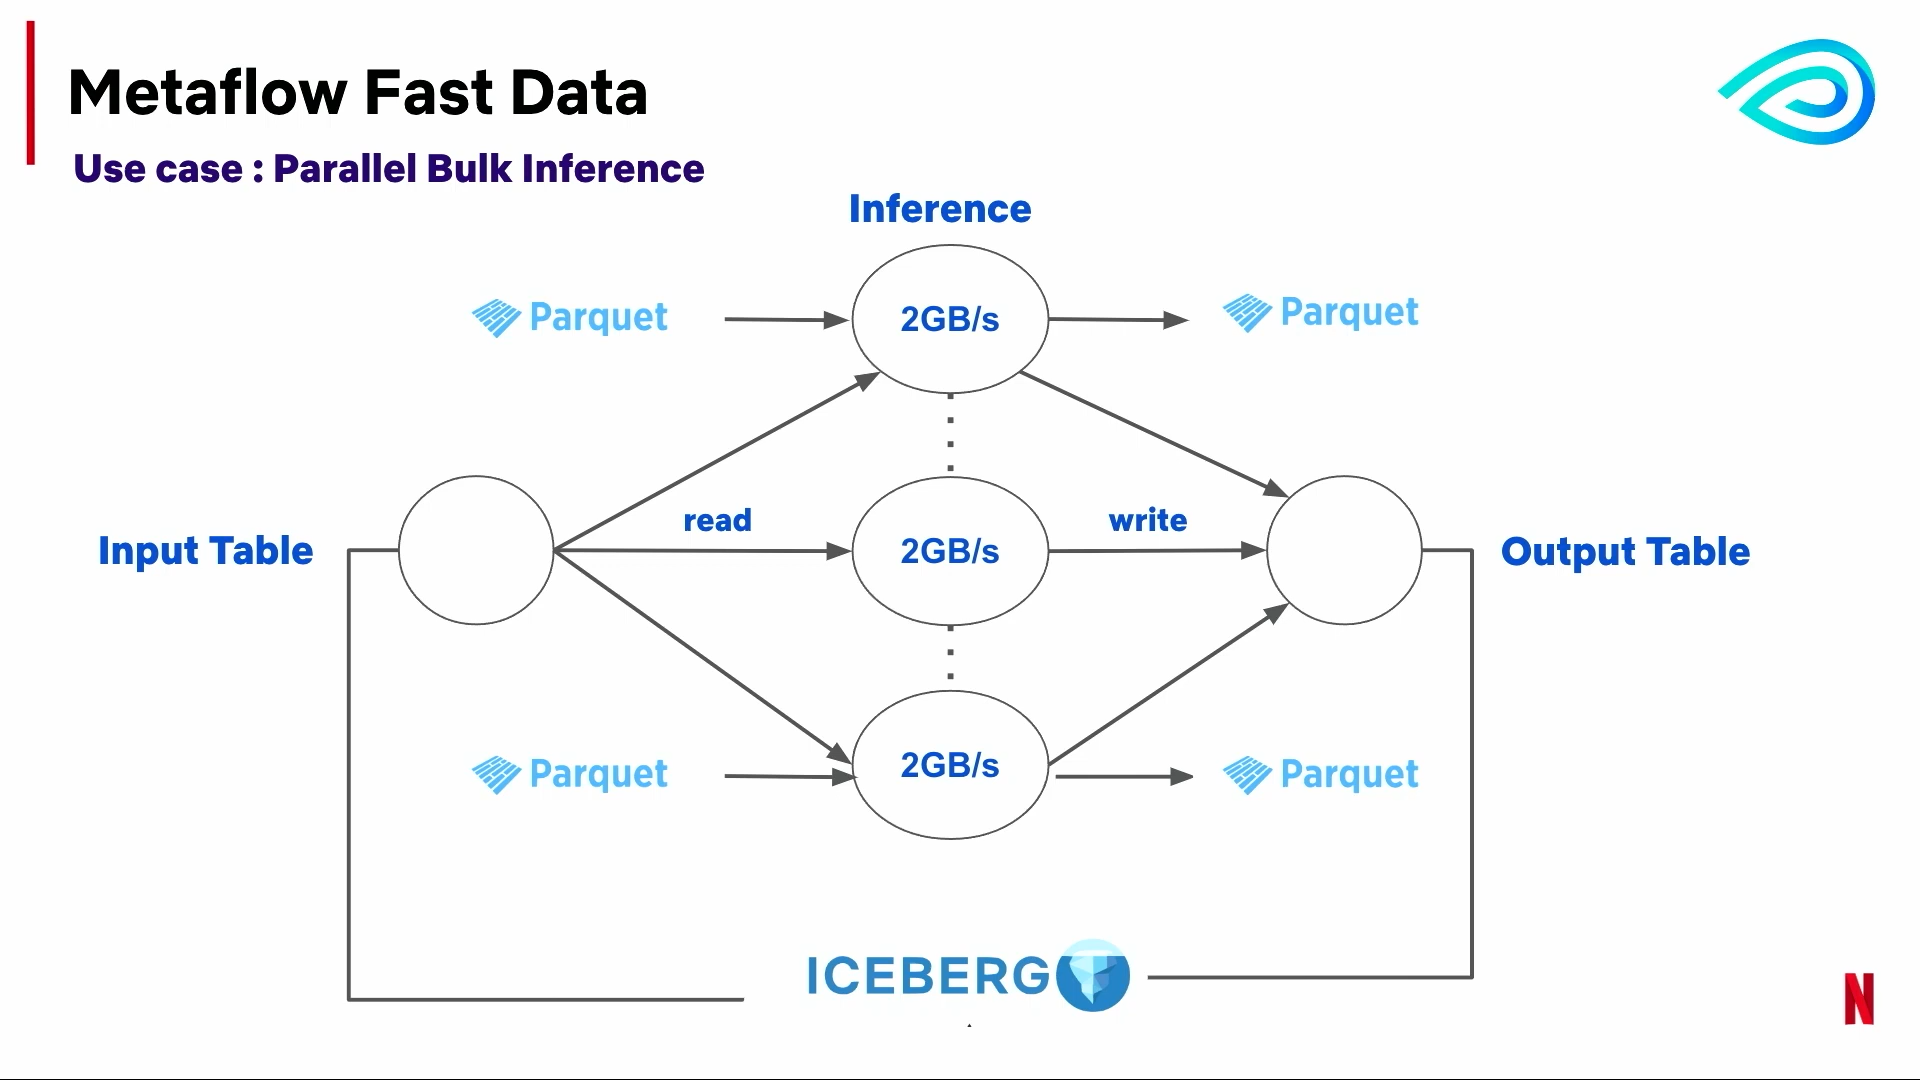 Metaflow Fast Data
Use case : Parallel Bulk Inference
Inference
Parquet
2GB/s
Parquet
read
write
Input Table
2GB/s
Output Table
Parquet
2GB/s
Parquet
ICEBERG
N